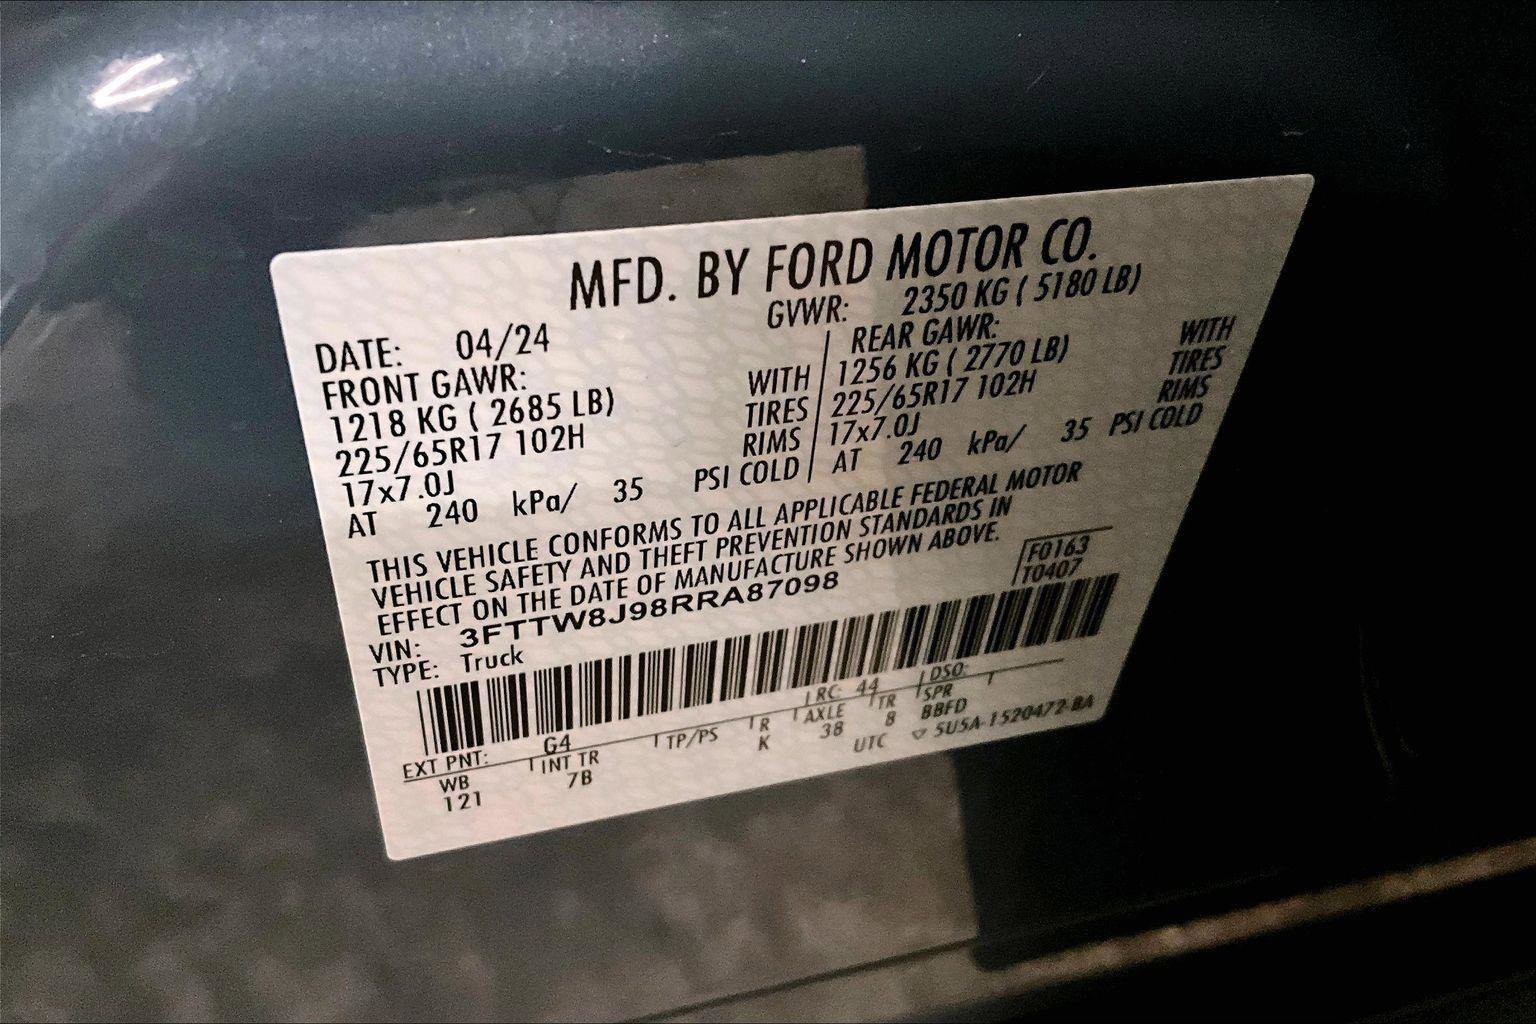 MFD. BY FORD MOTOR CO.
DATE: 04/24 GVWR: 2350 KG ( 5180 LB)
FRONT GAWR: REAR GAWR:
1218 KG ( 2685 LB) WITH 1256 KG ( 2770 LB) WITH
225/65R17 102H TIRES 225/65R17 102H TIRES
17x7.0J RIMS 17x7.0J RIMS
AT 240 kPa/ 35 PSI COLD AT 240 kPa/ 35 PSI COLD
THIS VEHICLE CONFORMS TO ALL APPLICABLE FEDERAL MOTOR
VEHICLE SAFETY AND THEFT PREVENTION STANDARDS IN
EFFECT ON THE DATE OF MANUFACTURE SHOWN ABOVE.
VIN: 3FTTW8J98RRA87098 F0163
TYPE: Truck T0407
EXT PNT: G4 RC: 44 DSO:
WB INT TR TP/PS R AXLE TR SPR
121 7B K 38 8 BBFD
UTC ▽ 5U5A-1520472-BA